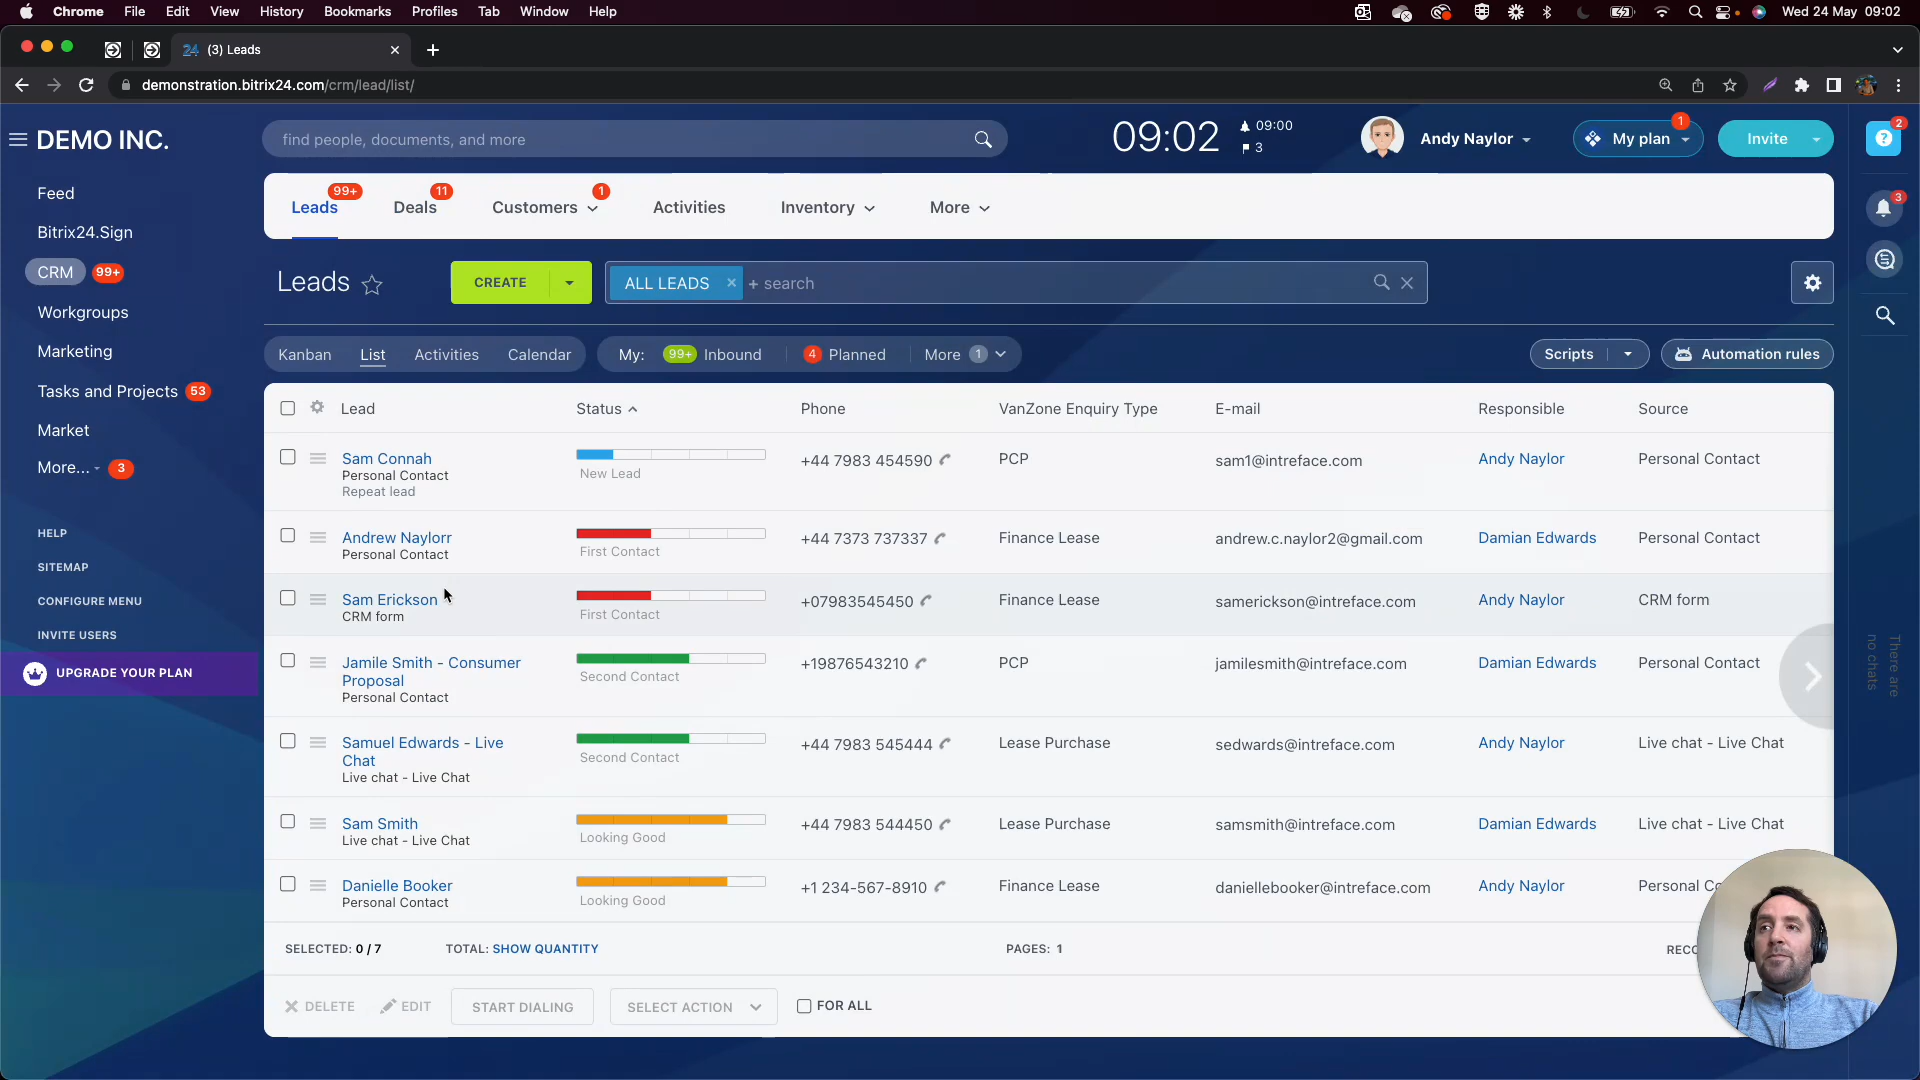 Chrome File Edit View History Bookmarks Profiles Tab Window Help Wed 24 May 09:02
24 (3) Leads
demonstration.bitrix24.com/crm/lead/list/
DEMO INC.
find people, documents, and more
09:02
09:00
3
Andy Naylor
My plan
1
Invite
2
3
Feed
Bitrix24.Sign
CRM 99+
Workgroups
Marketing
Tasks and Projects 53
Market
More... 3
HELP
SITEMAP
CONFIGURE MENU
INVITE USERS
UPGRADE YOUR PLAN
Leads 99+ Deals 11 Customers 1 Activities Inventory More
Leads CREATE ALL LEADS + search
Kanban List Activities Calendar My: 99+ Inbound 4 Planned More 1 Scripts Automation rules
Lead Status Phone VanZone Enquiry Type E-mail Responsible Source
Sam Connah
Personal Contact
Repeat lead
New Lead
+44 7983 454590 PCP sam1@intreface.com Andy Naylor Personal Contact
Andrew Naylorr
Personal Contact
First Contact
+44 7373 737337 Finance Lease andrew.c.naylor2@gmail.com Damian Edwards Personal Contact
Sam Erickson
CRM form
First Contact
+07983545450 Finance Lease samerickson@intreface.com Andy Naylor CRM form
Jamile Smith - Consumer
Proposal
Personal Contact
Second Contact
+19876543210 PCP jamilesmith@intreface.com Damian Edwards Personal Contact
Samuel Edwards - Live
Chat
Live chat - Live Chat
Second Contact
+44 7983 545444 Lease Purchase sedwards@intreface.com Andy Naylor Live chat - Live Chat
Sam Smith
Live chat - Live Chat
Looking Good
+44 7983 544450 Lease Purchase samsmith@intreface.com Damian Edwards Live chat - Live Chat
Danielle Booker
Personal Contact
Looking Good
+1 234-567-8910 Finance Lease daniellebooker@intreface.com Andy Naylor Personal
SELECTED: 0 / 7 TOTAL: SHOW QUANTITY PAGES: 1
DELETE EDIT START DIALING SELECT ACTION FOR ALL
There are
no chats